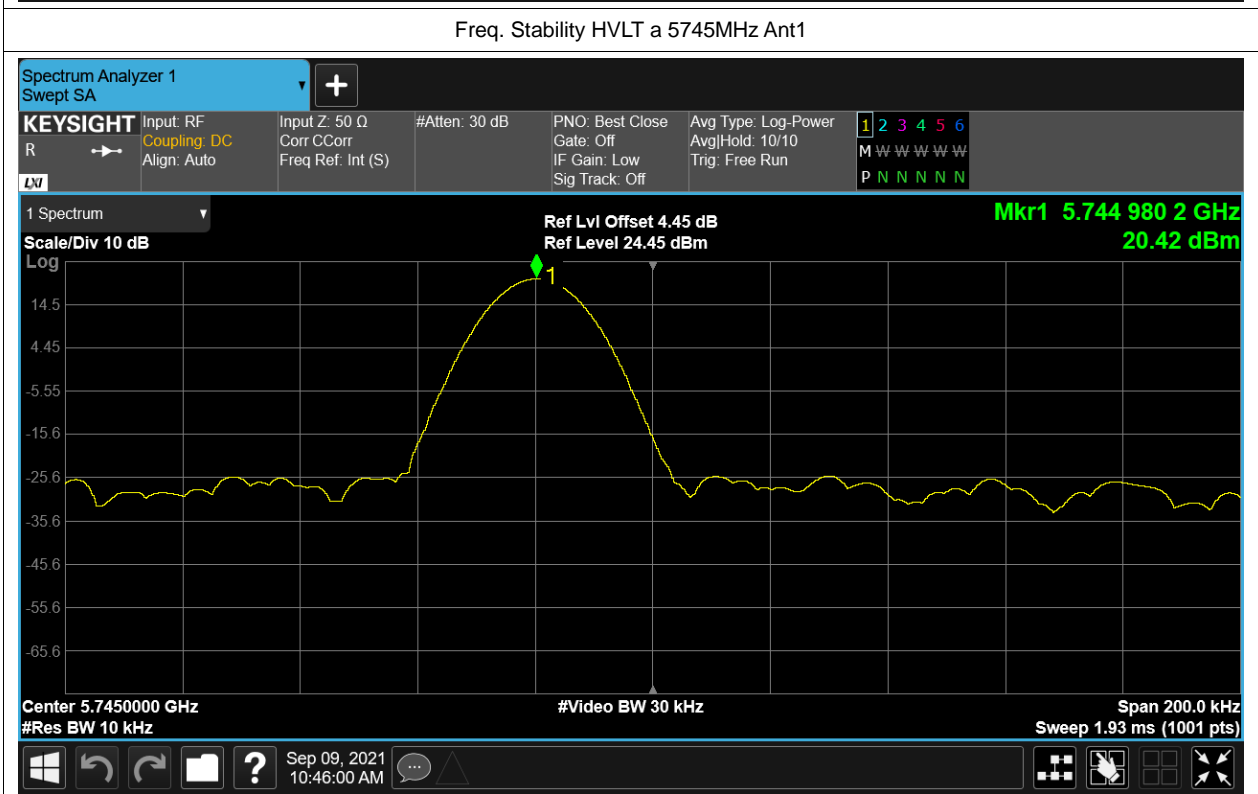 Freq. Stability HVLT a 5745MHz Ant1
Spectrum Analyzer 1
Swept SA
KEYSIGHT
R
LXI
Input: RF
Coupling: DC
Align: Auto
Input Z: 50 Ω
Corr CCorr
Freq Ref: Int (S)
#Atten: 30 dB
PNO: Best Close
Gate: Off
IF Gain: Low
Sig Track: Off
Avg Type: Log-Power
Avg|Hold: 10/10
Trig: Free Run
1 2 3 4 5 6
M W W W W W
P N N N N N
1 Spectrum
Scale/Div 10 dB
Log
Ref Lvl Offset 4.45 dB
Ref Level 24.45 dBm
Mkr1 5.744 980 2 GHz
20.42 dBm
1
14.5
4.45
-5.55
-15.6
-25.6
-35.6
-45.6
-55.6
-65.6
Center 5.7450000 GHz
#Res BW 10 kHz
#Video BW 30 kHz
Span 200.0 kHz
Sweep 1.93 ms (1001 pts)
?
Sep 09, 2021
10:46:00 AM